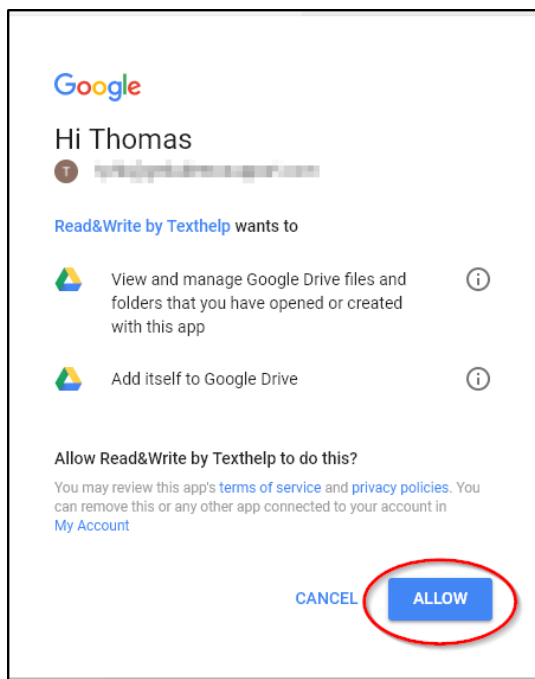 Google
Hi Thomas
T
Read&Write by Texthelp wants to
View and manage Google Drive files and
folders that you have opened or created
with this app
Add itself to Google Drive
Allow Read&Write by Texthelp to do this?
You may review this app's terms of service and privacy policies. You
can remove this or any other app connected to your account in
My Account
CANCEL ALLOW